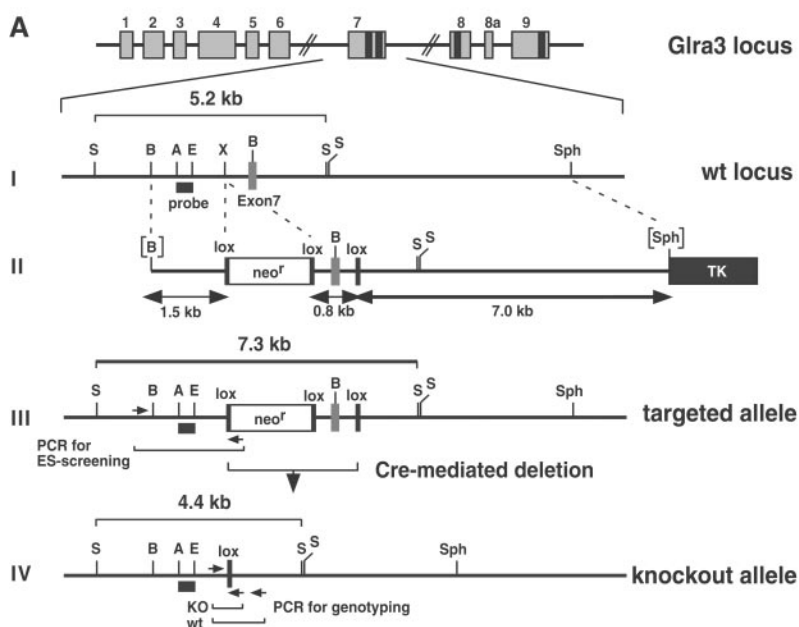 A
1 2 3 4 5 6 7 8 8a 9
Glra3 locus
5.2 kb
S B A E X B S S Sph
I
probe
Exon7
wt locus
[B] lox lox B lox S S [Sph]
II
neor
TK
1.5 kb
0.8 kb
7.0 kb
7.3 kb
S B A E lox lox B lox S S Sph
III
neor
targeted allele
PCR for
ES-screening
Cre-mediated deletion
4.4 kb
S B A E lox S S Sph
IV
knockout allele
KO
wt
PCR for genotyping